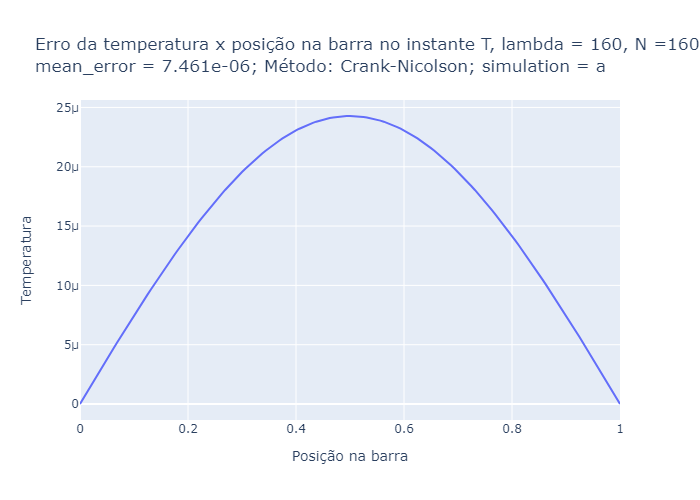 Erro da temperatura x posição na barra no instante T, lambda = 160, N =160
mean_error = 7.461e-06; Método: Crank-Nicolson; simulation = a
25μ
20μ
15μ
10μ
5μ
0
Temperatura
0
0.2
0.4
0.6
0.8
1
Posição na barra